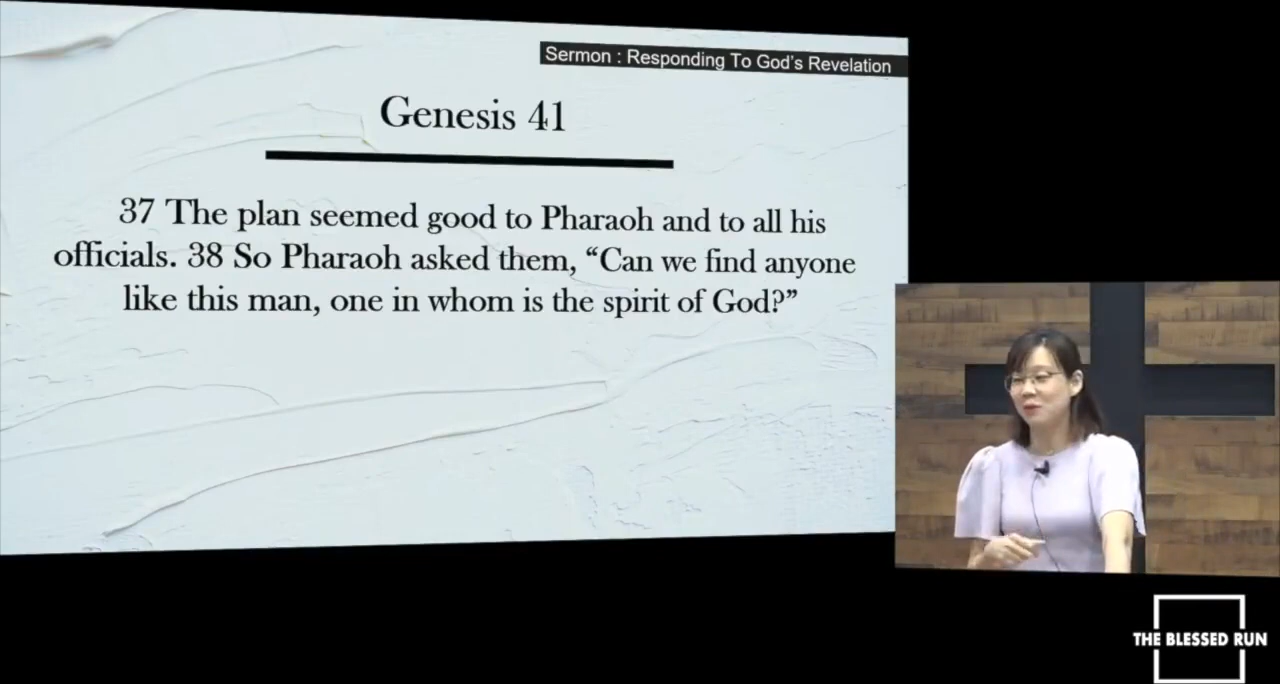 Sermon : Responding To God's Revelation
Genesis 41
37 The plan seemed good to Pharaoh and to all his
officials. 38 So Pharaoh asked them, “Can we find anyone
like this man, one in whom is the spirit of God?”
THE BLESSED RUN